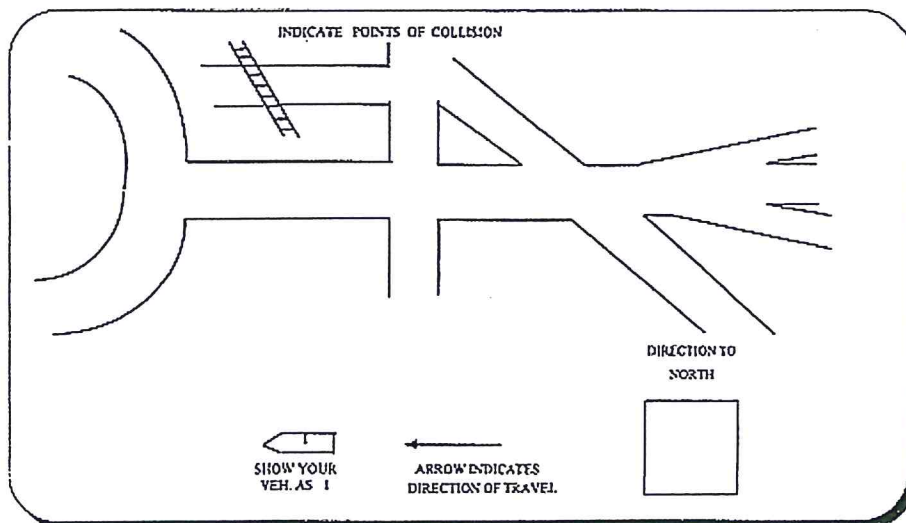 INDICATE POINTS OF COLLISION
DIRECTION TO
NORTH
1
SHOW YOUR
VEH. AS 1
ARROW INDICATES
DIRECTION OF TRAVEL